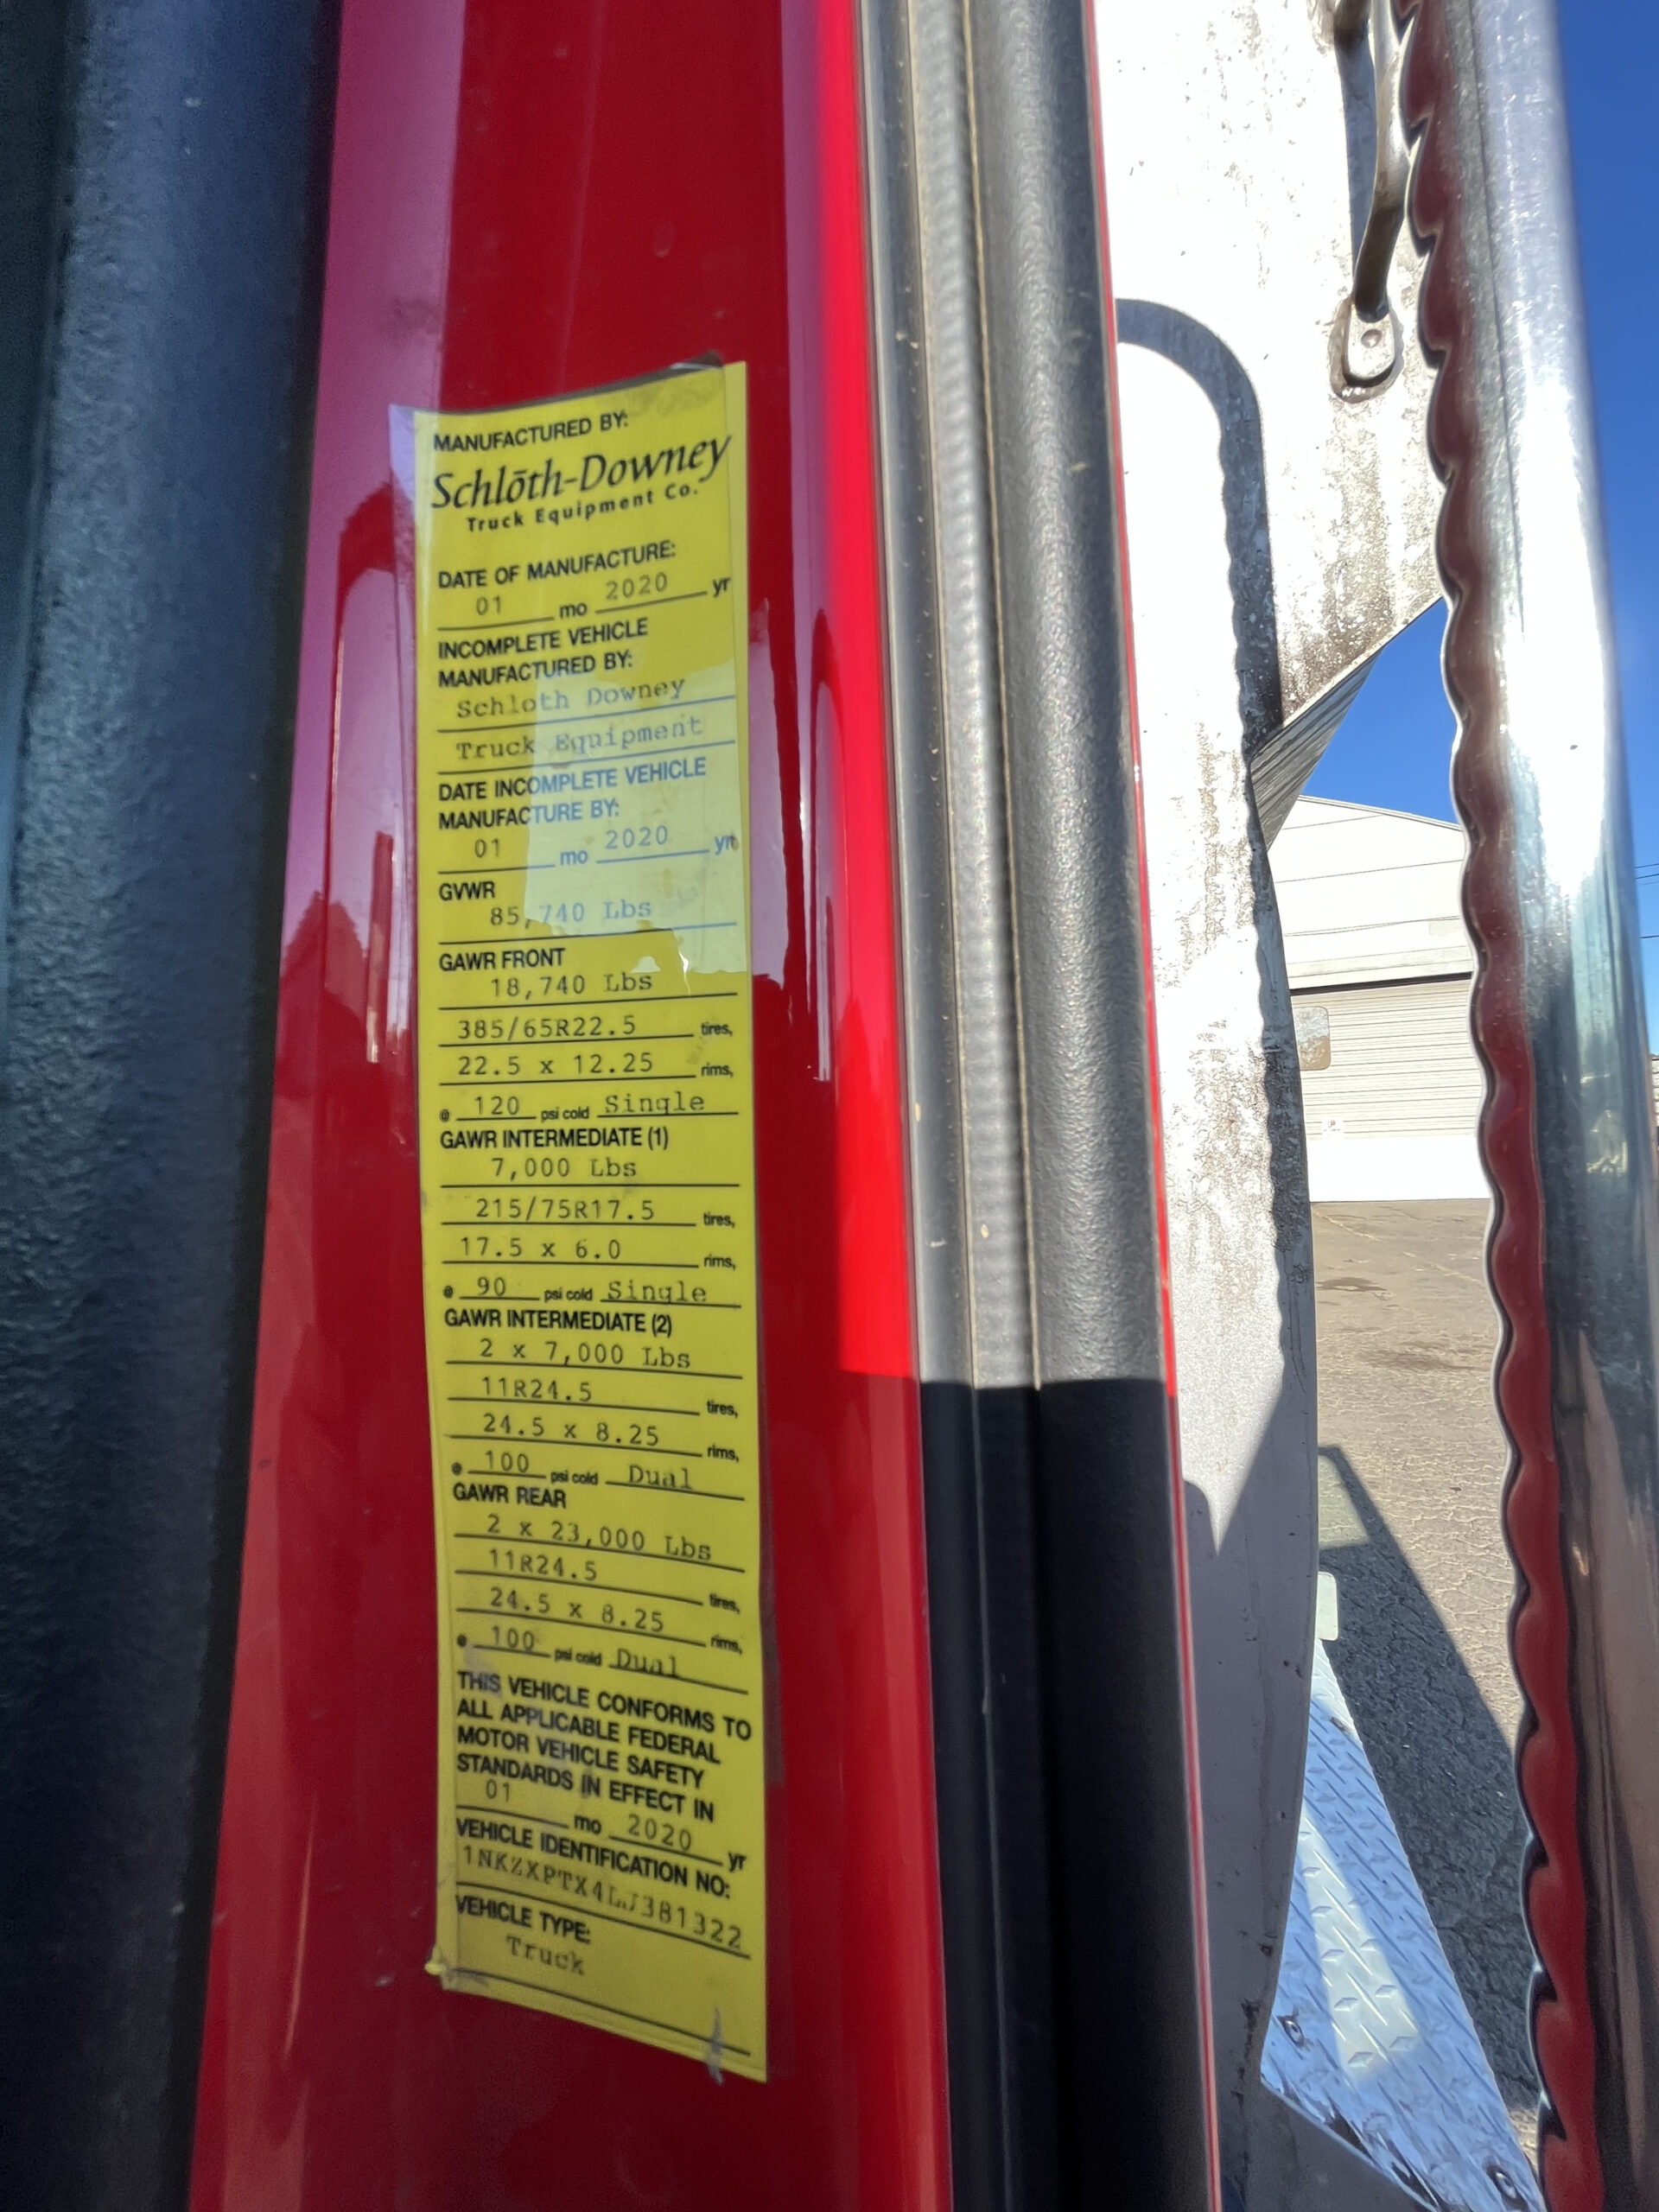 MANUFACTURED BY:
Schlōth-Downey
Truck Equipment Co.
DATE OF MANUFACTURE:
01 mo 2020 yr
INCOMPLETE VEHICLE
MANUFACTURED BY:
Schloth Downey
Truck Equipment
DATE INCOMPLETE VEHICLE
MANUFACTURE BY:
01 mo 2020 yr
GVWR
85,740 Lbs
GAWR FRONT
18,740 Lbs
385/65R22.5 tires,
22.5 x 12.25 rims,
@ 120 psi cold Single
GAWR INTERMEDIATE (1)
7,000 Lbs
215/75R17.5 tires,
17.5 x 6.0 rims,
@ 90 psi cold Single
GAWR INTERMEDIATE (2)
2 x 7,000 Lbs
11R24.5 tires,
24.5 x 8.25 rims,
@ 100 psi cold Dual
GAWR REAR
2 x 23,000 Lbs
11R24.5 tires,
24.5 x 8.25 rims,
@ 100 psi cold Dual
THIS VEHICLE CONFORMS TO
ALL APPLICABLE FEDERAL
MOTOR VEHICLE SAFETY
STANDARDS IN EFFECT IN
01 mo 2020 yr
VEHICLE IDENTIFICATION NO:
1NKZXPTX4LJ381322
VEHICLE TYPE:
Truck